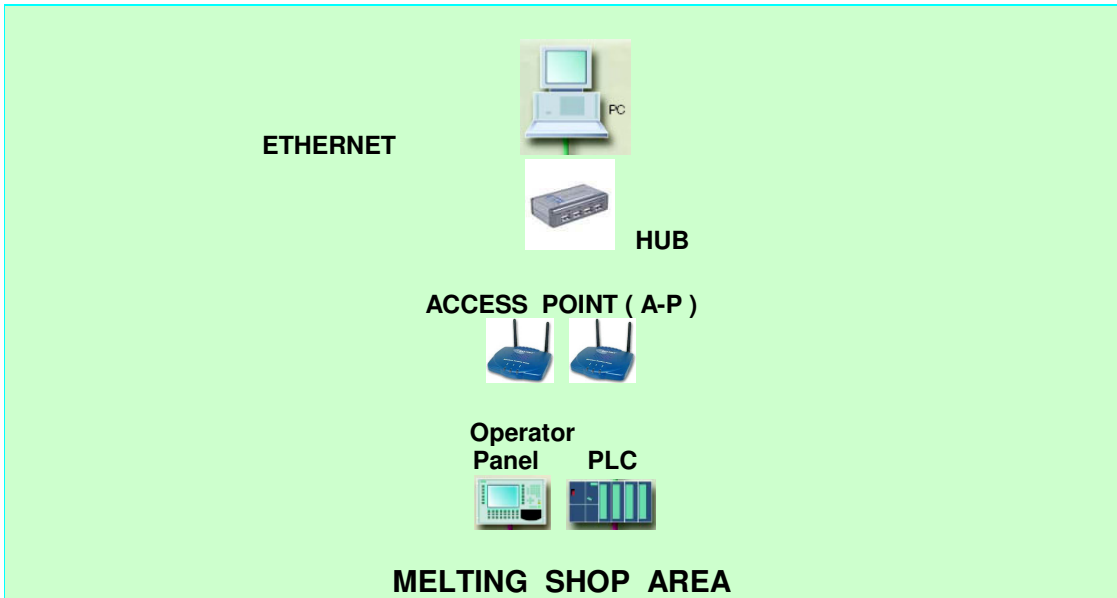 PC
ETHERNET
HUB
ACCESS POINT ( A-P )
Operator
Panel PLC
MELTING SHOP AREA